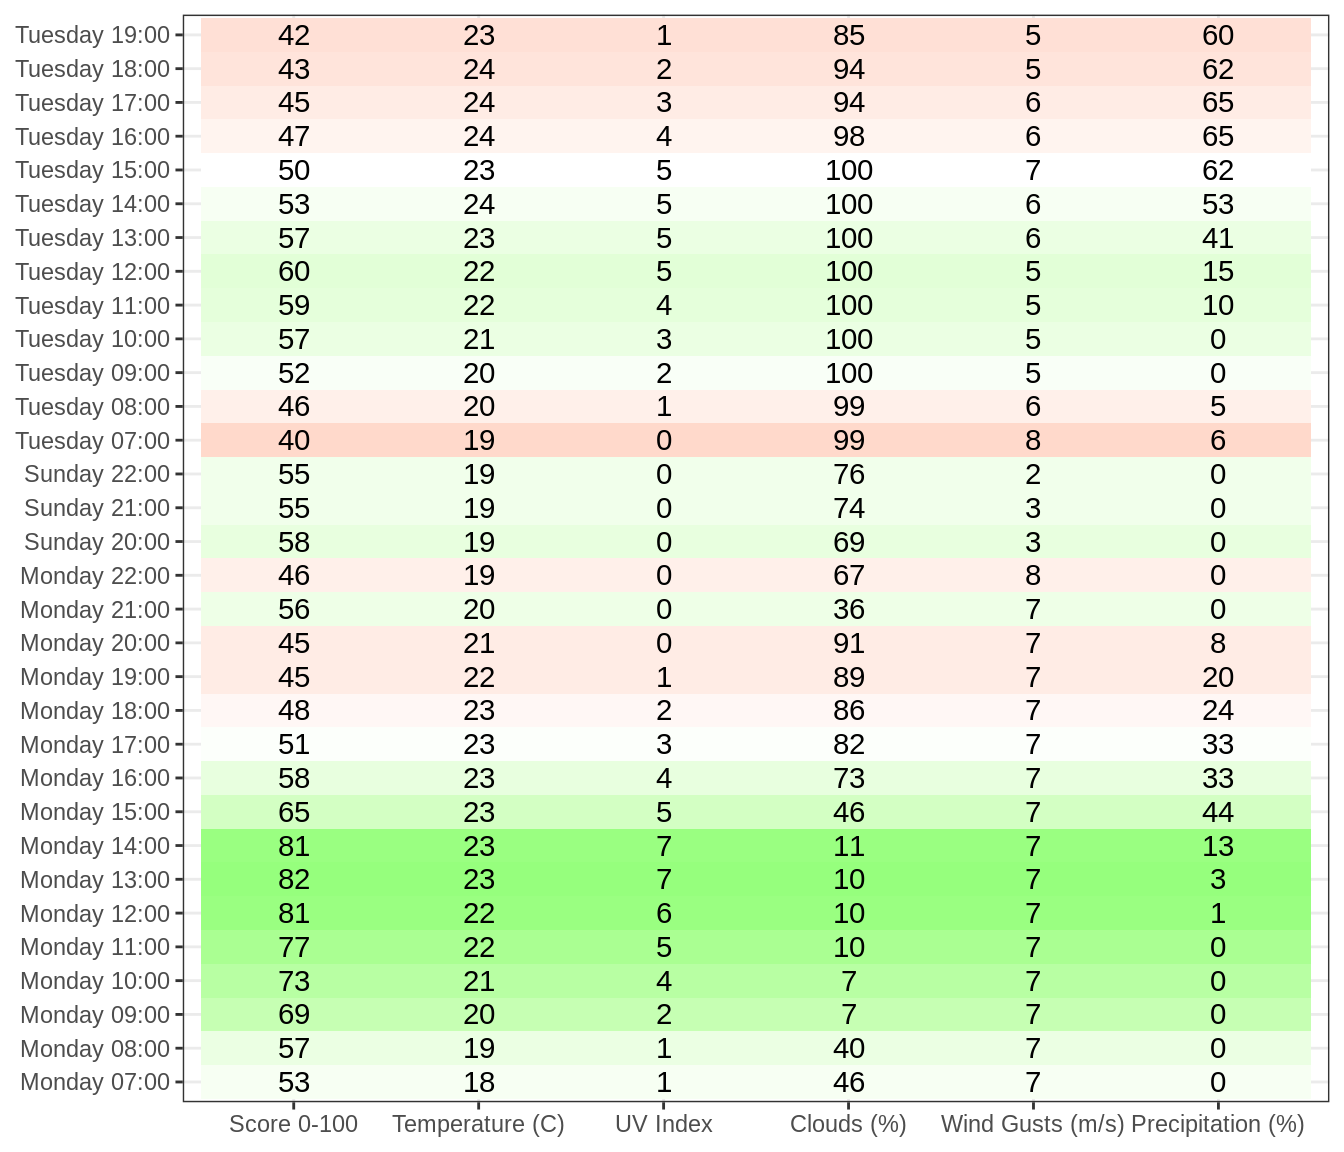 Tuesday 19:00 42 23 1 85 5 60
Tuesday 18:00 43 24 2 94 5 62
Tuesday 17:00 45 24 3 94 6 65
Tuesday 16:00 47 24 4 98 6 65
Tuesday 15:00 50 23 5 100 7 62
Tuesday 14:00 53 24 5 100 6 53
Tuesday 13:00 57 23 5 100 6 41
Tuesday 12:00 60 22 5 100 5 15
Tuesday 11:00 59 22 4 100 5 10
Tuesday 10:00 57 21 3 100 5 0
Tuesday 09:00 52 20 2 100 5 0
Tuesday 08:00 46 20 1 99 6 5
Tuesday 07:00 40 19 0 99 8 6
Sunday 22:00 55 19 0 76 2 0
Sunday 21:00 55 19 0 74 3 0
Sunday 20:00 58 19 0 69 3 0
Monday 22:00 46 19 0 67 8 0
Monday 21:00 56 20 0 36 7 0
Monday 20:00 45 21 0 91 7 8
Monday 19:00 45 22 1 89 7 20
Monday 18:00 48 23 2 86 7 24
Monday 17:00 51 23 3 82 7 33
Monday 16:00 58 23 4 73 7 33
Monday 15:00 65 23 5 46 7 44
Monday 14:00 81 23 7 11 7 13
Monday 13:00 82 23 7 10 7 3
Monday 12:00 81 22 6 10 7 1
Monday 11:00 77 22 5 10 7 0
Monday 10:00 73 21 4 7 7 0
Monday 09:00 69 20 2 7 7 0
Monday 08:00 57 19 1 40 7 0
Monday 07:00 53 18 1 46 7 0
Score 0-100 Temperature (C) UV Index Clouds (%) Wind Gusts (m/s) Precipitation (%)